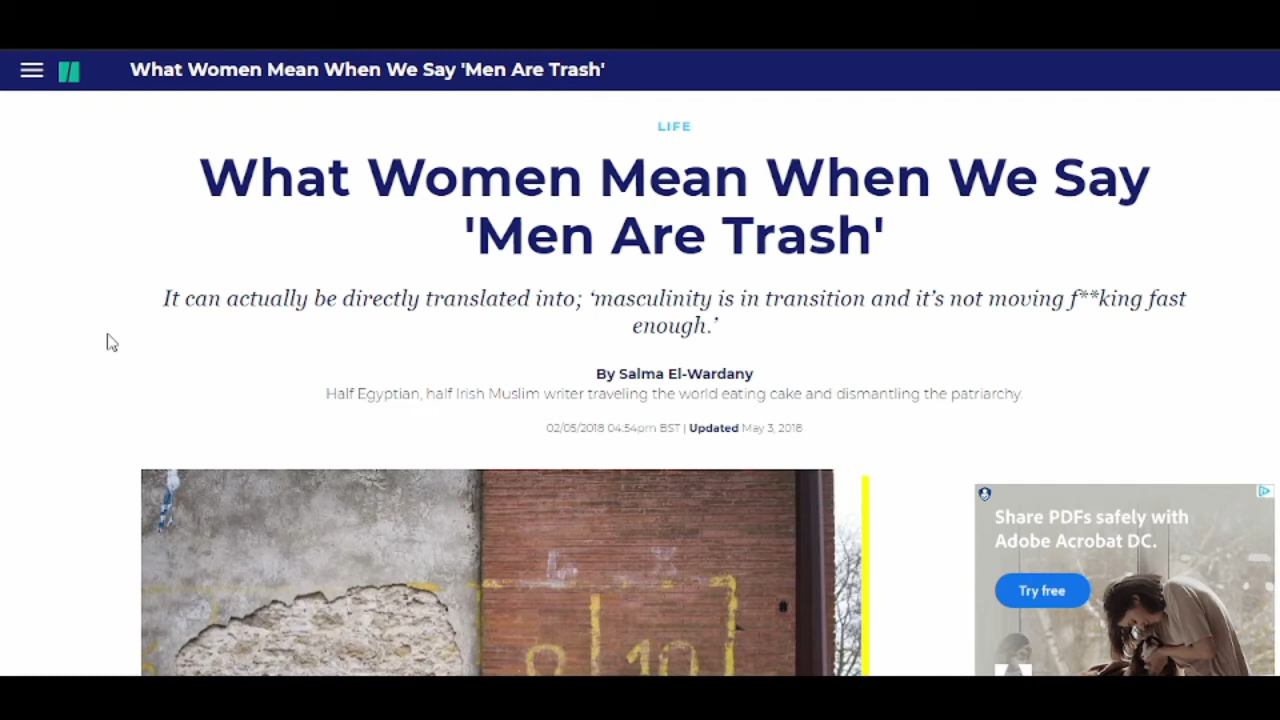 What Women Mean When We Say 'Men Are Trash'
LIFE
What Women Mean When We Say
'Men Are Trash'
It can actually be directly translated into; ‘masculinity is in transition and it’s not moving f**king fast
enough.’
By Salma El-Wardany
Half Egyptian, half Irish Muslim writer traveling the world eating cake and dismantling the patriarchy.
02/05/2018 04:54pm BST | Updated May 3, 2018
Share PDFs safely with
Adobe Acrobat DC.
Try free
8 10